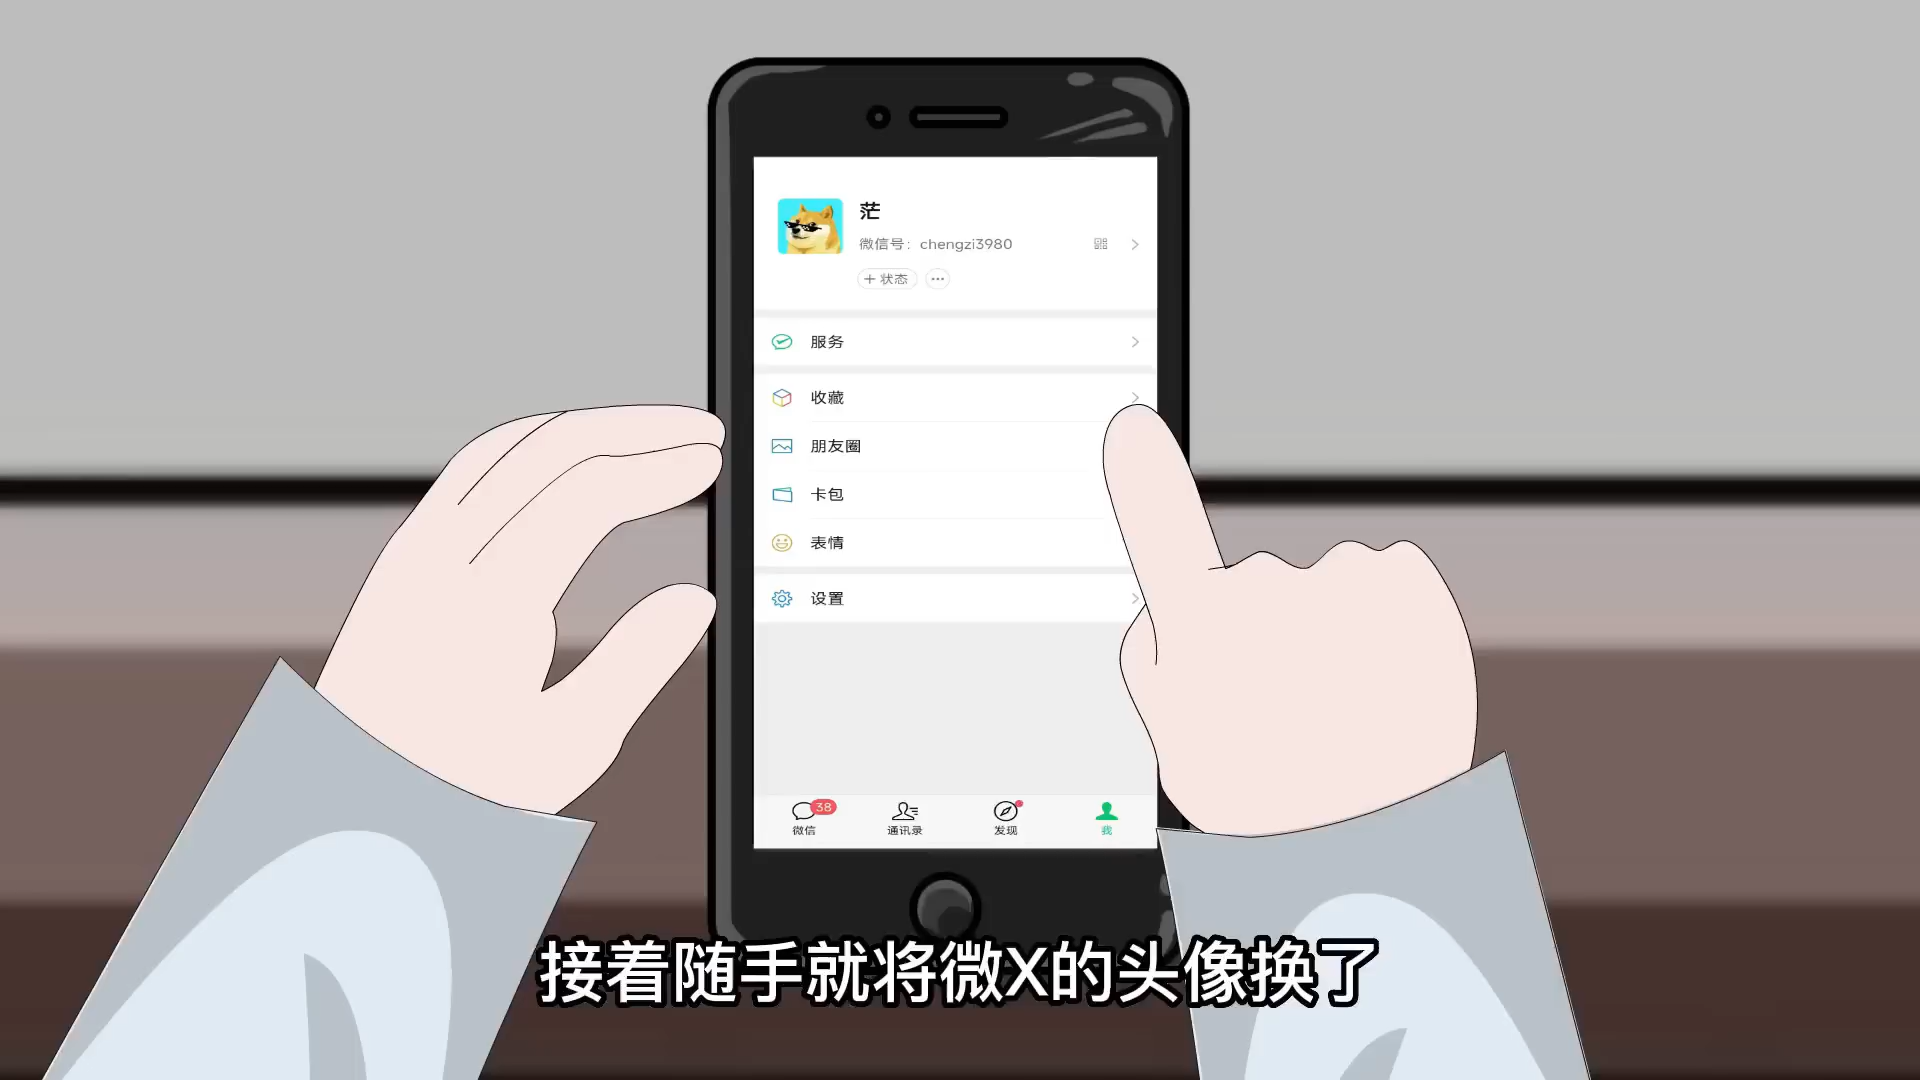 茫
微信号：chengzi3980
+ 状态
服务
收藏
朋友圈
卡包
表情
设置
38
微信
通讯录
发现
我
接着随手就将微X的头像换了